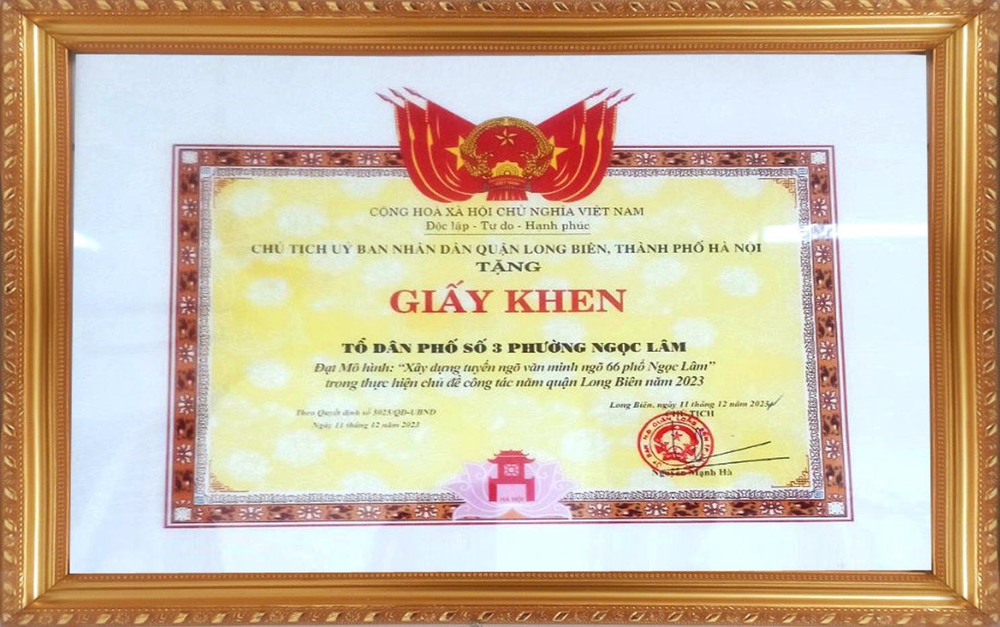 CỘNG HOÀ XÃ HỘI CHỦ NGHĨA VIỆT NAM
Độc lập - Tự do - Hạnh phúc
CHỦ TỊCH UỶ BAN NHÂN DÂN QUẬN LONG BIÊN, THÀNH PHỐ HÀ NỘI
TẶNG
GIẤY KHEN
TỔ DÂN PHỐ SỐ 3 PHƯỜNG NGỌC LÂM
Đạt Mô hình: “Xây dựng tuyến ngõ văn minh ngõ 66 phố Ngọc Lâm”
trong thực hiện chủ đề công tác năm quận Long Biên năm 2023
Theo Quyết định số 5025/QĐ-UBND
Ngày 11 tháng 12 năm 2023
Long Biên, ngày 11 tháng 12 năm 2023
CHỦ TỊCH
Nguyễn Mạnh Hà
HÀ NỘI